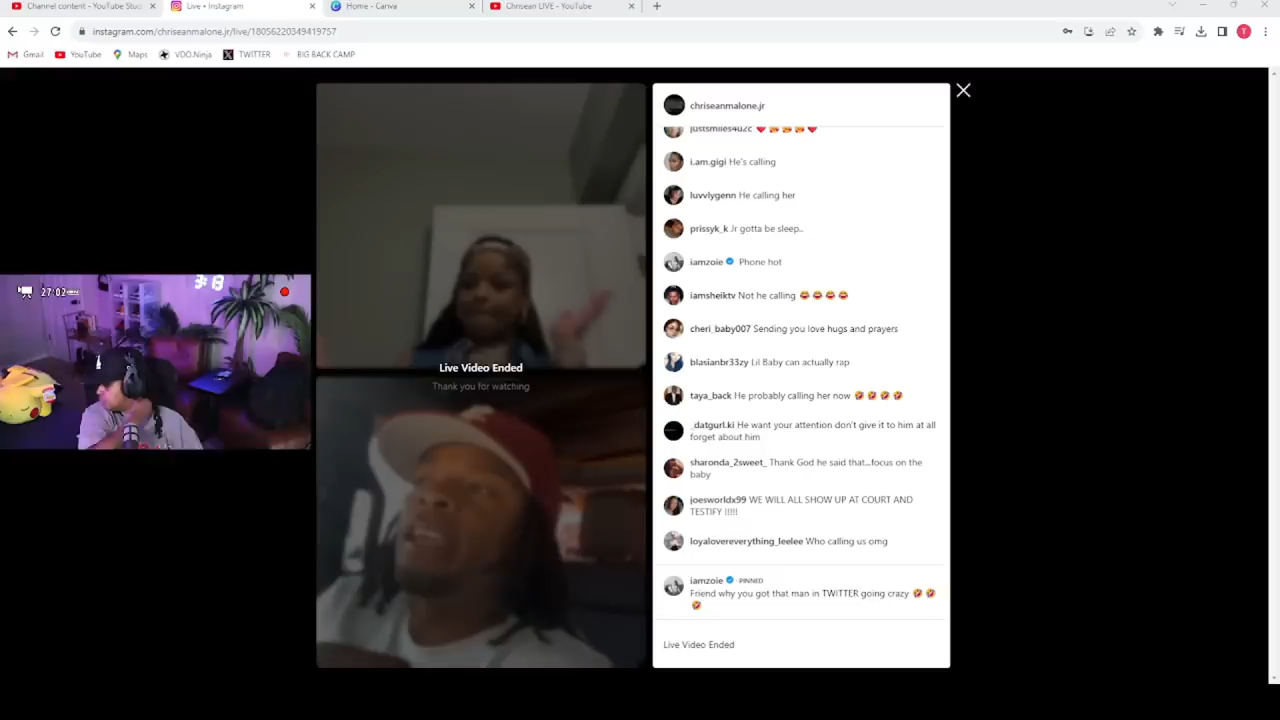 Channel content - YouTube Stud
Live • Instagram
Home - Canva
Chrisean LIVE - YouTube
instagram.com/chriseanmalone.jr/live/18056220349419757
T
Gmail
YouTube
Maps
VDO.Ninja
TWITTER
BIG BACK CAMP
chriseanmalone.jr
justsmiles4u2c ❤️ 🥰 🥰 🥰 ❤️
i.am.gigi He's calling
luvvlygenn He calling her
prissyk_k Jr gotta be sleep..
iamzoie Phone hot
iamsheiktv Not he calling 😂 😂 😂 😂
cheri_baby007 Sending you love hugs and prayers
blasianbr33zy Lil Baby can actually rap
taya_back He probably calling her now 🤣 🤣 🤣 🤣
_datgurl.ki He want your attention don't give it to him at all
forget about him
sharonda_2sweet_ Thank God he said that...focus on the
baby
joesworldx99 WE WILL ALL SHOW UP AT COURT AND
TESTIFY !!!!!
loyalovereverything_leelee Who calling us omg
iamzoie PINNED
Friend why you got that man in TWITTER going crazy 🤣 🤣
🤣
Live Video Ended
Live Video Ended
Thank you for watching
27:02